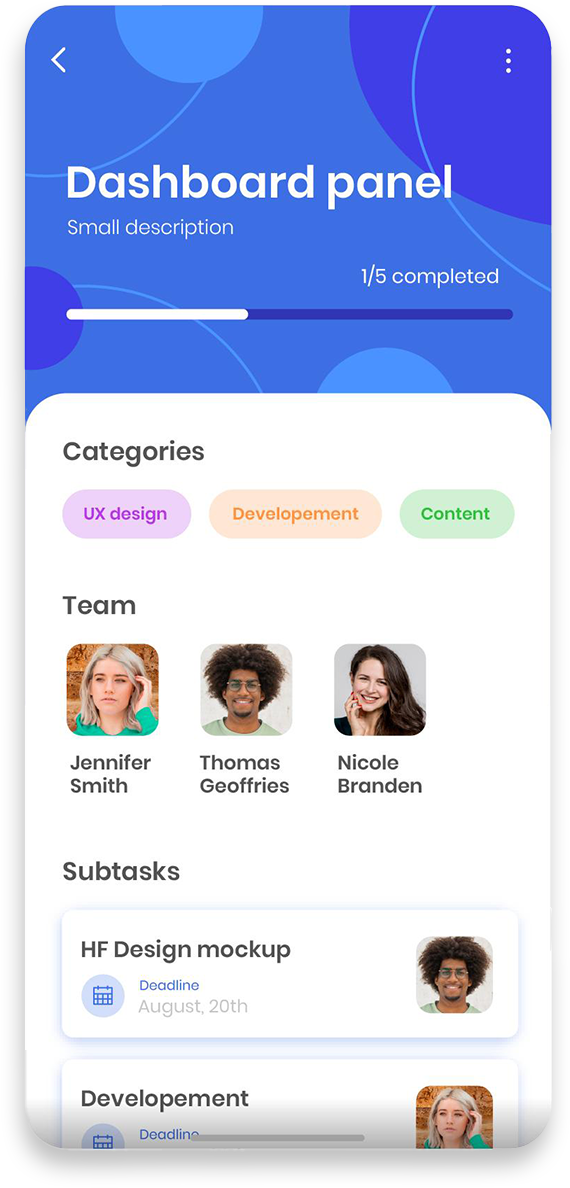 Dashboard panel
Small description
1/5 completed
Categories
UX design
Developement
Content
Team
Jennifer
Smith
Thomas
Geoffries
Nicole
Branden
Subtasks
HF Design mockup
Deadline
August, 20th
Developement
Deadline